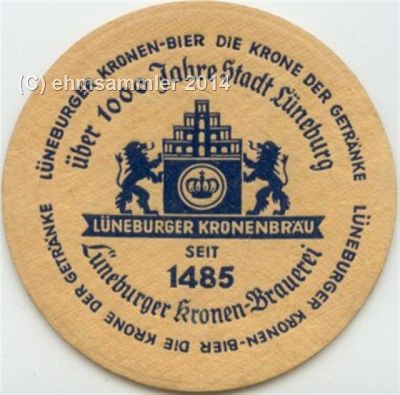 (C) ehmsammler 2014
LÜNEBURGER KRONEN-BIER DIE KRONE DER GETRÄNKE
LÜNEBURGER KRONEN-BIER DIE KRONE DER GETRÄNKE
über 1000 Jahre Stadt Lüneburg
LÜNEBURGER KRONENBRÄU
SEIT
1485
Lüneburger Kronen-Brauerei